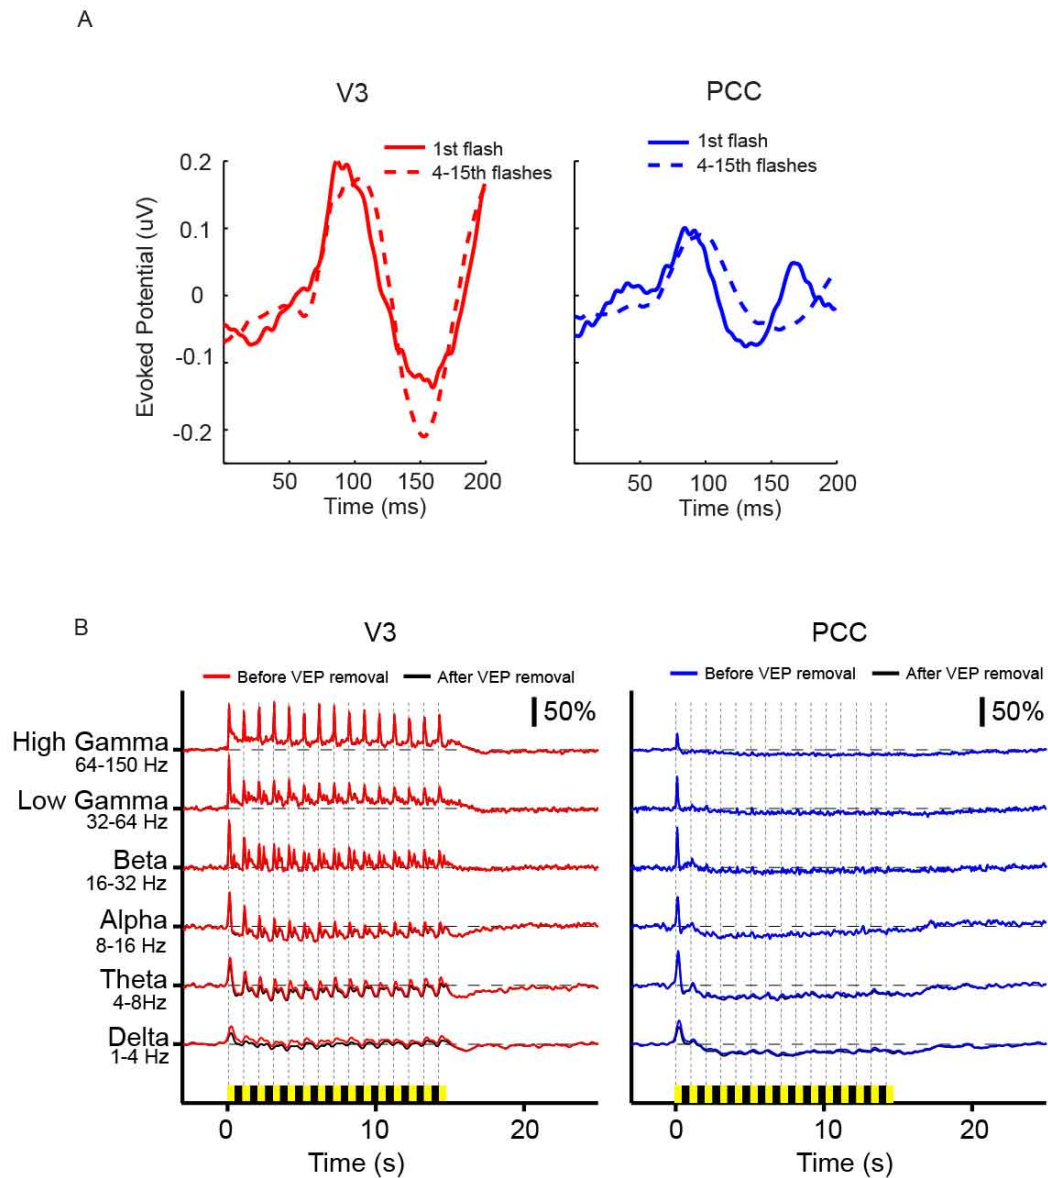 A
V3
PCC
1st flash
4-15th flashes
1st flash
4-15th flashes
Evoked Potential (uV)
0.2
0.1
0
-0.1
-0.2
50 100 150 200
Time (ms)
50 100 150 200
Time (ms)
B
V3
PCC
Before VEP removal After VEP removal
Before VEP removal After VEP removal
50%
50%
High Gamma
64-150 Hz
Low Gamma
32-64 Hz
Beta
16-32 Hz
Alpha
8-16 Hz
Theta
4-8Hz
Delta
1-4 Hz
0 10 20
Time (s)
0 10 20
Time (s)